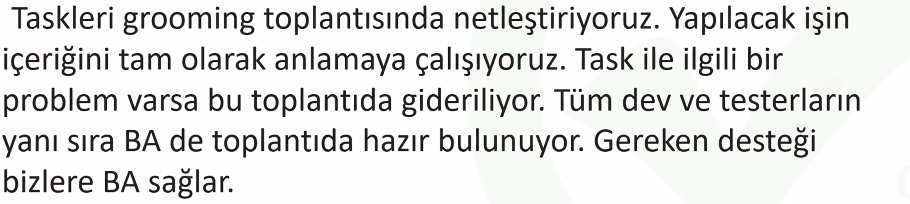 Taskleri grooming toplantısında netleştiriyoruz. Yapılacak işin
içeriğini tam olarak anlamaya çalışıyoruz. Task ile ilgili bir
problem varsa bu toplantıda gideriliyor. Tüm dev ve testerların
yanı sıra BA de toplantıda hazır bulunuyor. Gereken desteği
bizlere BA sağlar.